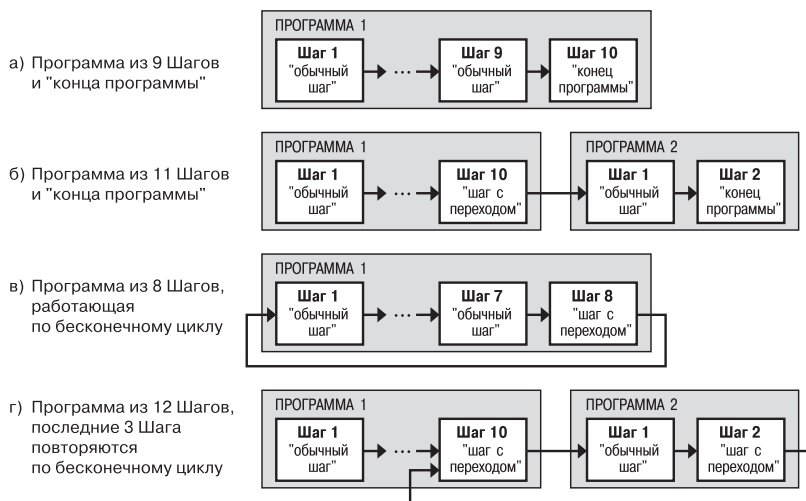 а) Программа из 9 Шагов
и "конца программы"
ПРОГРАММА 1
Шаг 1
"обычный
шаг"
...
Шаг 9
"обычный
шаг"
Шаг 10
"конец
программы"
б) Программа из 11 Шагов
и "конца программы"
ПРОГРАММА 1
Шаг 1
"обычный
шаг"
...
Шаг 10
"шаг с
переходом"
ПРОГРАММА 2
Шаг 1
"обычный
шаг"
Шаг 2
"конец
программы"
в) Программа из 8 Шагов,
работающая
по бесконечному циклу
ПРОГРАММА 1
Шаг 1
"обычный
шаг"
...
Шаг 7
"обычный
шаг"
Шаг 8
"шаг с
переходом"
г) Программа из 12 Шагов,
последние 3 Шага
повторяются
по бесконечному циклу
ПРОГРАММА 1
Шаг 1
"обычный
шаг"
...
Шаг 10
"шаг с
переходом"
ПРОГРАММА 2
Шаг 1
"обычный
шаг"
Шаг 2
"шаг с
переходом"